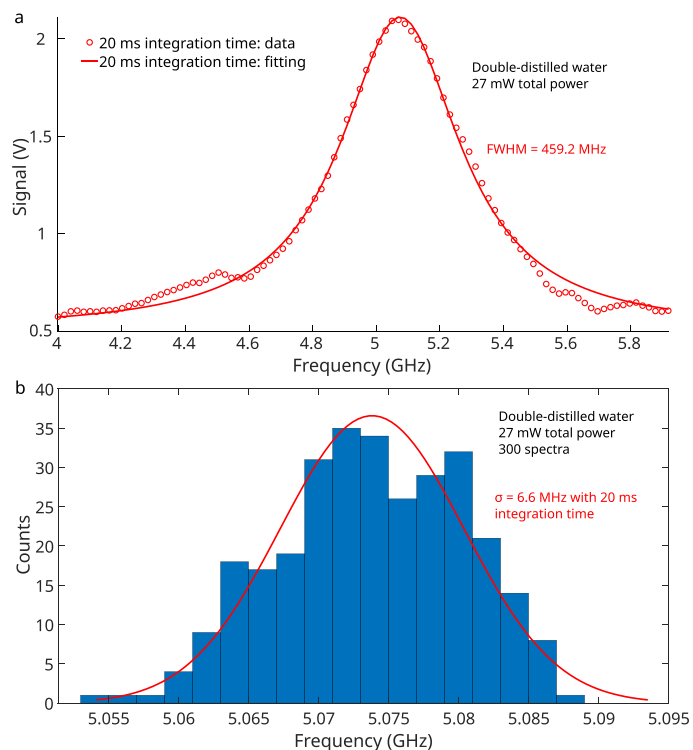 a
2
1.5
1
0.5
Signal (V)
20 ms integration time: data
20 ms integration time: fitting
Double-distilled water
27 mW total power
FWHM = 459.2 MHz
4 4.2 4.4 4.6 4.8 5 5.2 5.4 5.6 5.8
Frequency (GHz)
b
40
35
30
25
20
15
10
5
0
Counts
Double-distilled water
27 mW total power
300 spectra
σ = 6.6 MHz with 20 ms
integration time
5.055 5.06 5.065 5.07 5.075 5.08 5.085 5.09 5.095
Frequency (GHz)